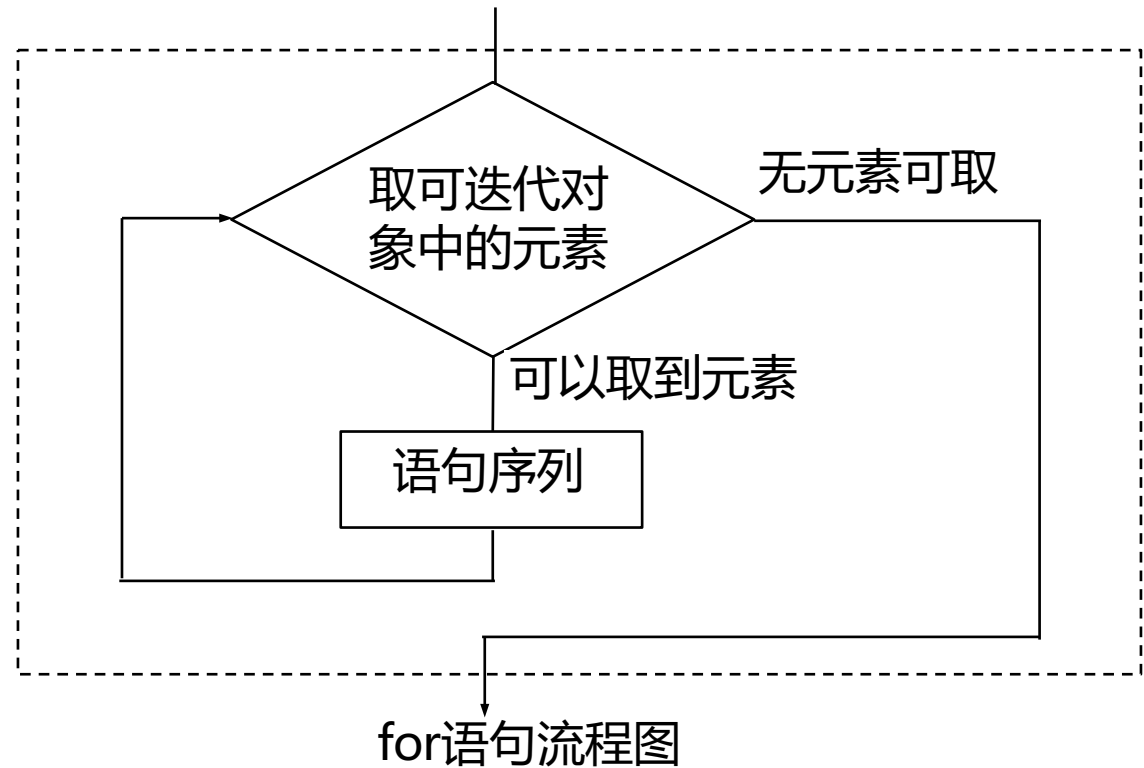 无元素可取
取可迭代对
象中的元素
可以取到元素
语句序列
for语句流程图